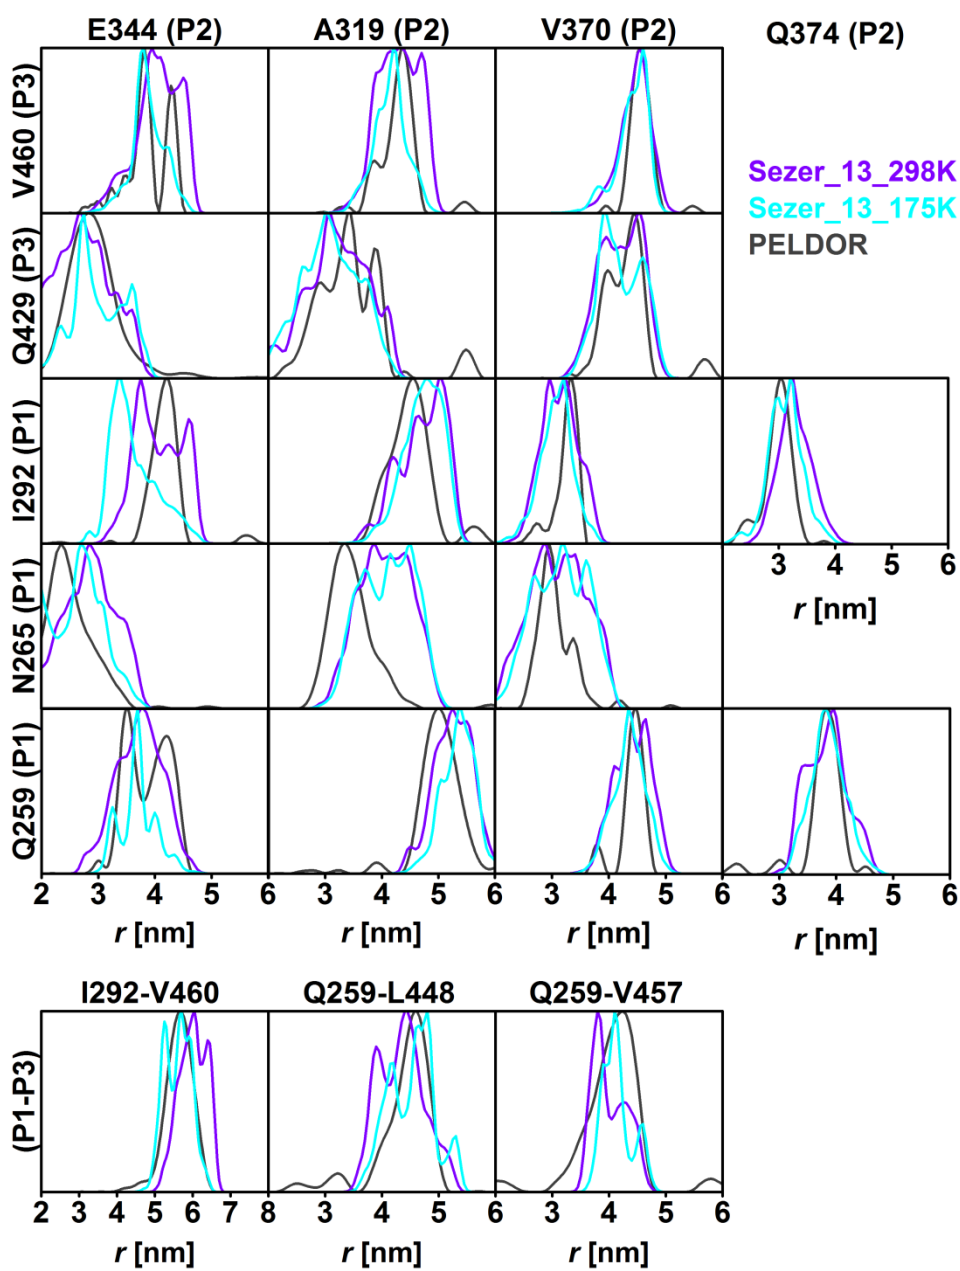 E344 (P2) A319 (P2) V370 (P2) Q374 (P2)
V460 (P3)
Sezer_13_298K
Sezer_13_175K
PELDOR
Q429 (P3)
I292 (P1)
3 4 5 6
r [nm]
N265 (P1)
Q259 (P1)
2 3 4 5 6 3 4 5 6 3 4 5 6 3 4 5 6
r [nm] r [nm] r [nm] r [nm]
I292-V460 Q259-L448 Q259-V457
(P1-P3)
2 3 4 5 6 7 8 3 4 5 6 3 4 5 6
r [nm] r [nm] r [nm]